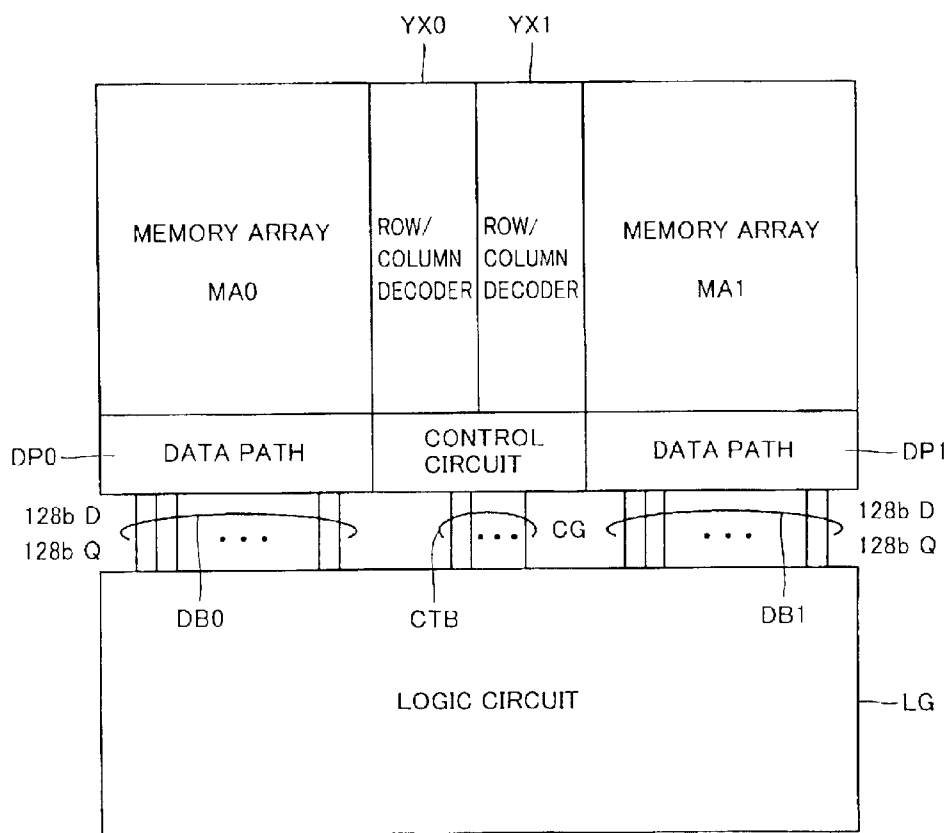 YX0 YX1
MEMORY ARRAY
MA0
ROW/
COLUMN
DECODER
ROW/
COLUMN
DECODER
MEMORY ARRAY
MA1
DP0
DATA PATH
CONTROL
CIRCUIT
DATA PATH
DP1
128b D
128b Q
...
...
CG
...
128b D
128b Q
DB0
CTB
DB1
LOGIC CIRCUIT
LG